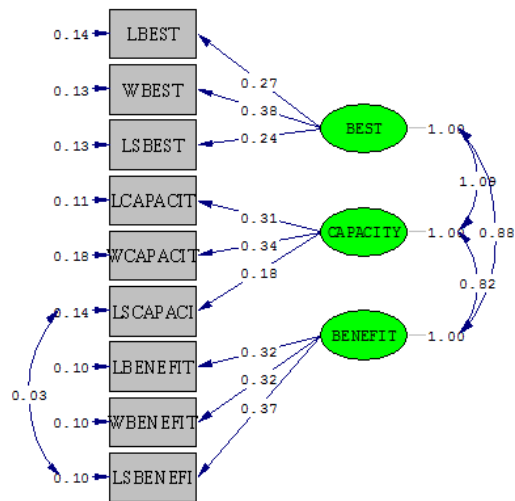 0.14 LBEST
0.27
0.13 WBEST
0.38
BEST 1.00
0.13 LSBEST
0.24
1.09
0.11 LCAPACIT
0.31
0.88
CAPACITY 1.00
0.18 WCAPACIT
0.34
0.18
0.82
0.14 LSCAPACI
BENEFIT 1.00
0.10 LBENEFIT
0.32
0.32
0.03
0.37
0.10 WBENEFIT
0.10 LSBENEFI